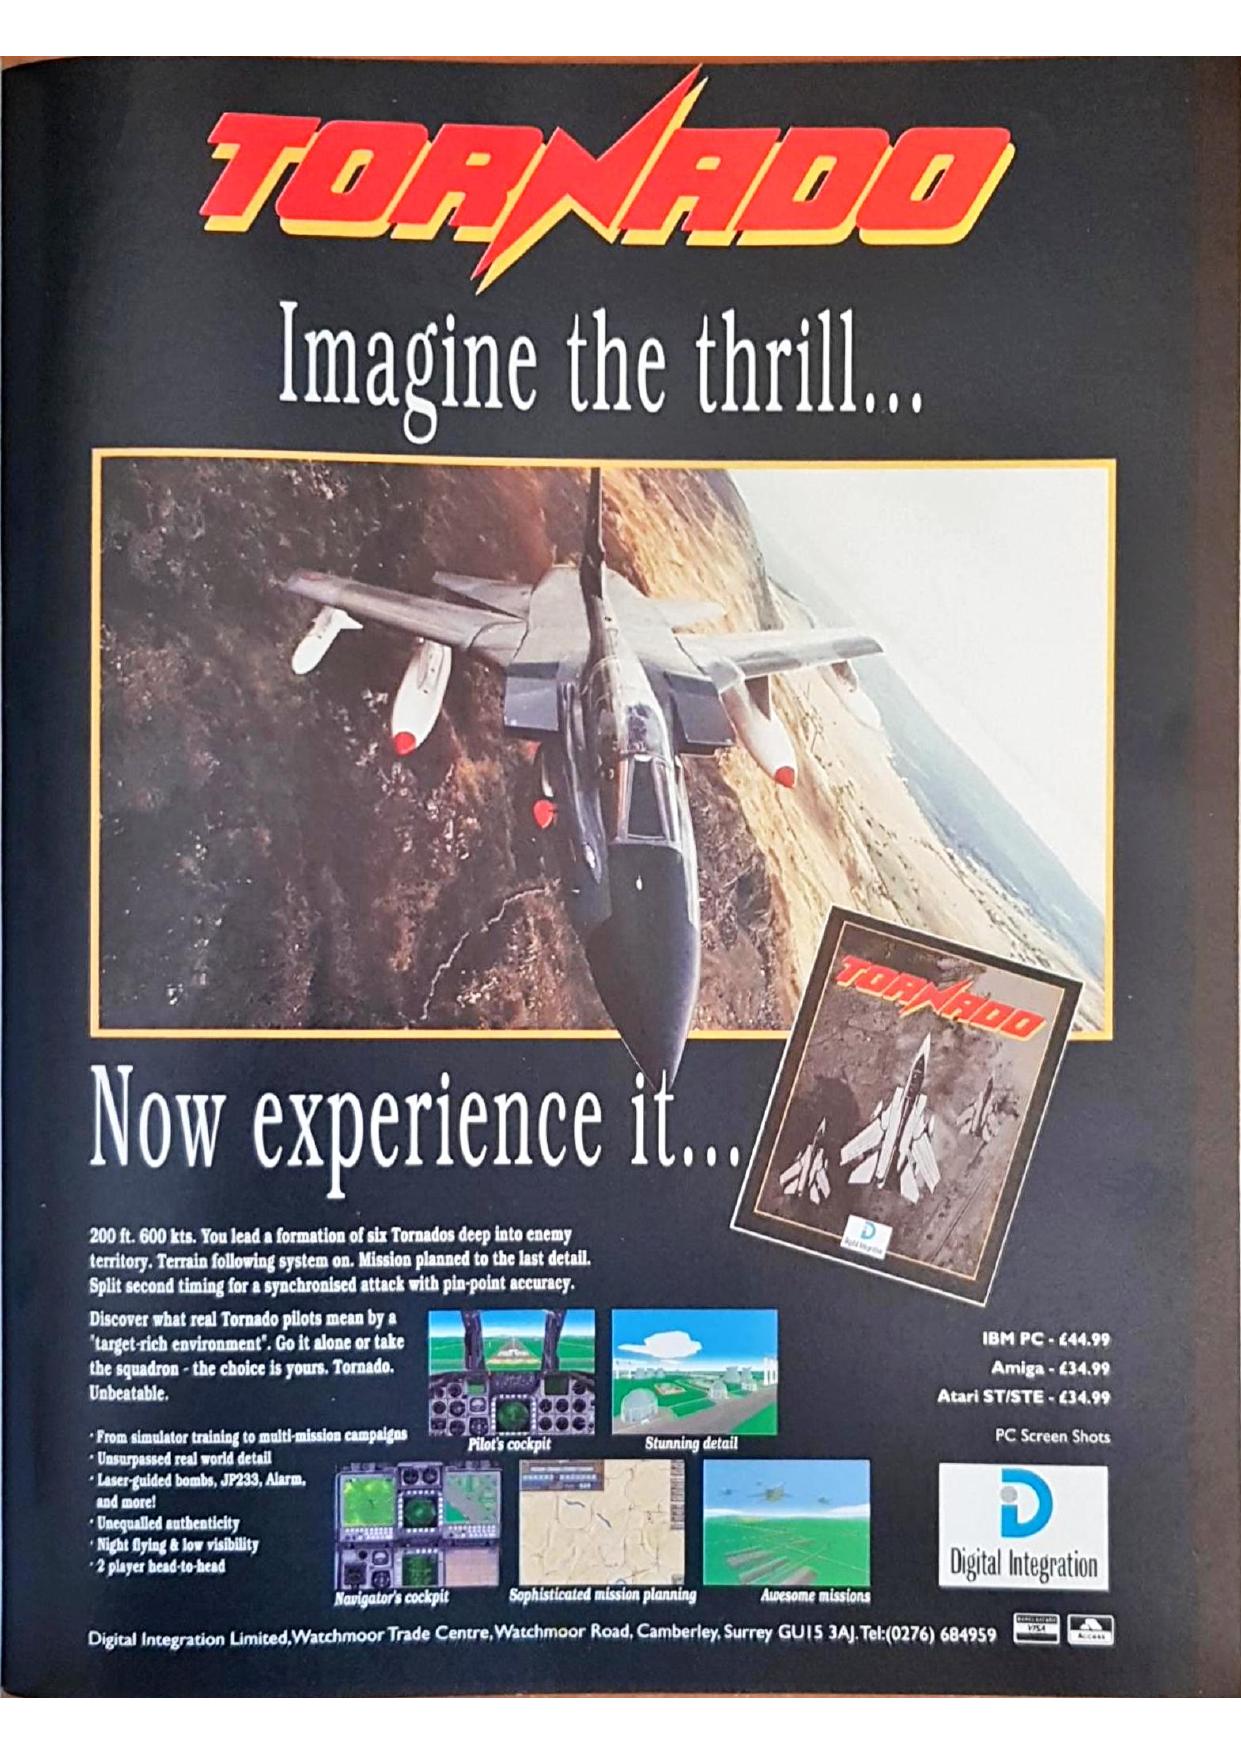 TORNADO
Imagine the thrill...
TORNADO
Digital Integration
Now experience it...
200 ft. 600 kts. You lead a formation of six Tornados deep into enemy
territory. Terrain following system on. Mission planned to the last detail.
Split second timing for a synchronised attack with pin-point accuracy.
Discover what real Tornado pilots mean by a
"target-rich environment". Go it alone or take
the squadron - the choice is yours. Tornado.
Unbeatable.
· From simulator training to multi-mission campaigns
· Unsurpassed real world detail
· Laser-guided bombs, JP233, Alarm,
and more!
· Unequalled authenticity
· Night flying & low visibility
· 2 player head-to-head
Pilot's cockpit
Stunning detail
Navigator's cockpit
Sophisticated mission planning
Awesome missions
IBM PC - £44.99
Amiga - £34.99
Atari ST/STE - £34.99
PC Screen Shots
Digital Integration
Digital Integration Limited, Watchmoor Trade Centre, Watchmoor Road, Camberley, Surrey GU15 3AJ. Tel:(0276) 684959
VISA
Access